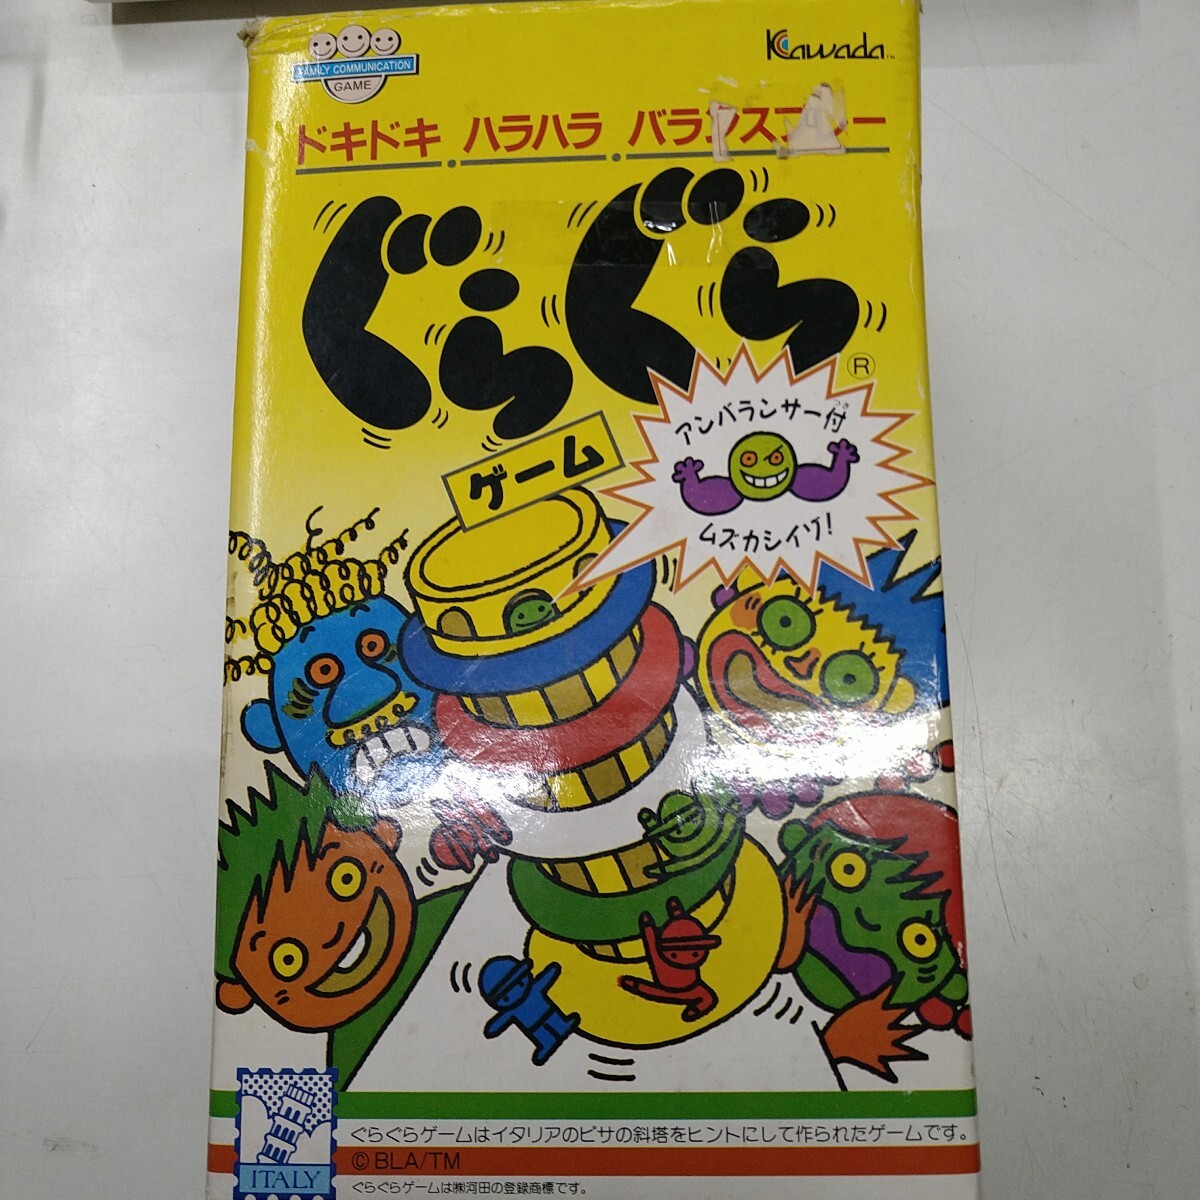 FAMILY COMMUNICATION
GAME
Kawada™
ドキドキ ハラハラ バランス
ぐらぐら®
ゲーム
アンバランサー付
つき
ムズカシイゾ!
ぐらぐらゲームはイタリアのピサの斜塔をヒントにして作られたゲームです。
©BLA/TM
ITALY
ぐらぐらゲームは㈱河田の登録商標です。